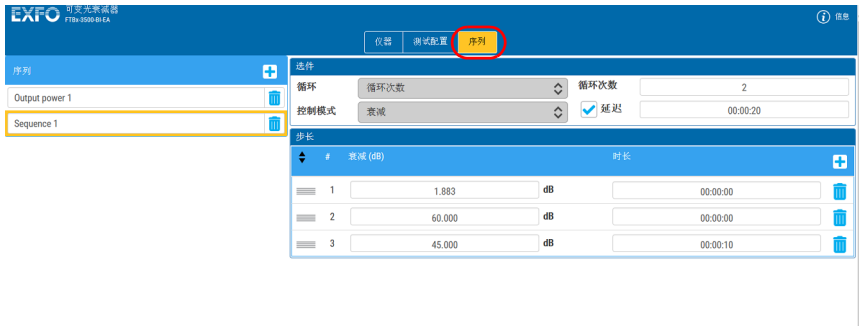 EXFO 可变光衰减器
FTBx-3500-BI-EA
信息
仪器 测试配置 序列
序列
Output power 1
Sequence 1
选件
循环 循环次数 循环次数 2
控制模式 衰减 延迟 00:00:20
步长
# 衰减 (dB) 时长
1 1.883 dB 00:00:00
2 60.000 dB 00:00:00
3 45.000 dB 00:00:10